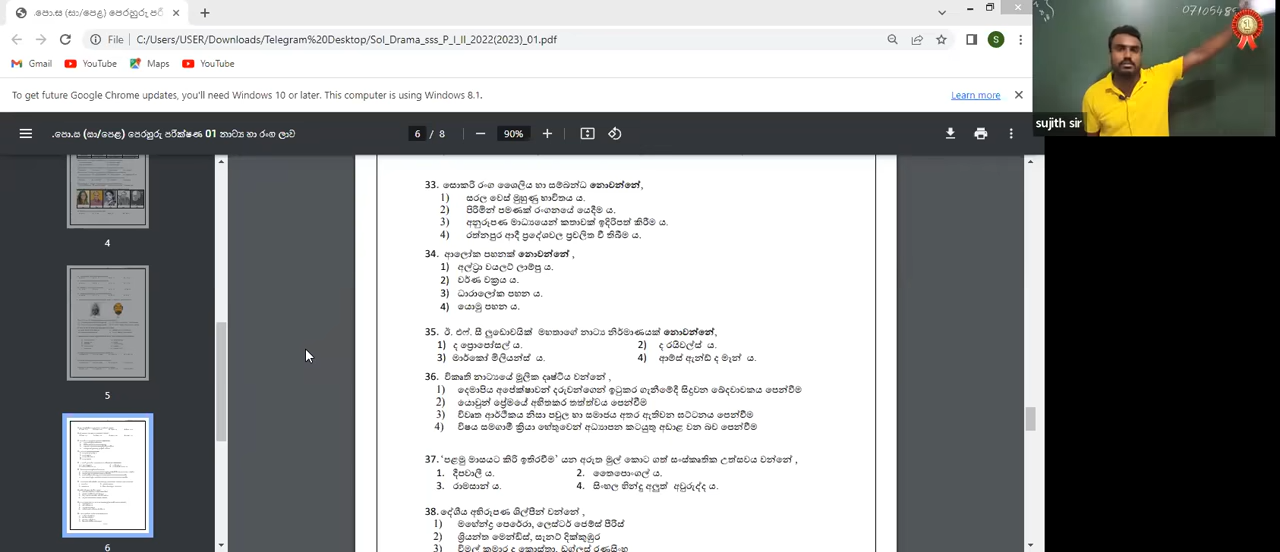 .පො.ස (සා/පෙළ) පෙරහුරු පරී
File
C:/Users/USER/Downloads/Telegram%20Desktop/Sol_Drama_sss_P_I_II_2022(2023)_01.pdf
S
Gmail
YouTube
Maps
YouTube
To get future Google Chrome updates, you'll need Windows 10 or later. This computer is using Windows 8.1.
Learn more
sujith sir
.පො.ස (සා/පෙළ) පෙරහුරු පරීක්ෂණ 01 නාට්‍ය හා රංග ලාව
6 / 8
90%
4
5
6
33. සොකරි රංග ශෛලිය හා සම්බන්ධ නොවන්නේ,
1) සරල වෙස් මුහුණු භාවිතය ය.
2) පිරිමින් පමණක් රංගනයේ යෙදීම ය.
3) අනුරූපණ මාධ්‍යයෙන් කතාවක් ඉදිරිපත් කිරීම ය.
4) රත්නපුර ආදී ප්‍රදේශවල ප්‍රචලිත වී තිබීම ය.
34. ආලෝක පහනක් නොවන්නේ ,
1) අල්ට්‍රා වයලට් ලාම්පු ය.
2) වර්ණ චක්‍රය ය.
3) ධාරාලෝක පහන ය.
4) යොමු පහන ය.
35. ඊ. එෆ්. සී ලුඩොවයික් මහතාගේ නාට්‍ය නිර්මාණයක් නොවන්නේ,
1) ද ප්‍රොපෝසල් ය.
2) ද රයිවල්ස් ය.
3) මාර්කෝ මිලියන්ස් ය.
4) ආම්ස් ඇන්ඩ් ද මෑන් ය.
36. විකෘති නාට්‍යයේ මූලික දෘෂ්ටිය වන්නේ ,
1) දෙමාපිය අපේක්ෂාවන් දරුවන්ගෙන් ඉටුකර ගැනීමේදී සිදුවන ඛේදවාචකය පෙන්වීම
2) යොවුන් ප්‍රේමයේ අහිතකර තත්ත්වය පෙන්වීම
3) විවෘත ආර්ථිකය නිසා පවුල හා සමාජය අතර ඇතිවන ඝට්ටනය පෙන්වීම
4) විෂය සමගාමී ක්‍රියා හේතුවෙන් අධ්‍යාපන කටයුතු අඩාළ වන බව පෙන්වීම
37. 'පළමු මාසයට පිටත්වීම' යන අරුත මුල් කොට ගත් සංස්කෘතික උත්සවය වන්නේ ,
1. දීපවාලී ය.
2. තෛපොංගල් ය.
3. රාමසාන් ය.
4. සිංහල හින්දු අලුත් අවුරුද්ද ය.
38. දේශීය අභිරූපණ ශිල්පීන් වන්නේ ,
1) මහේන්ද්‍ර පෙරේරා, ලෙස්ටර් ජේම්ස් පීරිස්
2) ශ්‍රියන්ත මෙන්ඩිස්, සැනට් දික්කුඹුර
3) විමල් කුමාර ද කොස්තා, ඩග්ලස් රණසිංහ